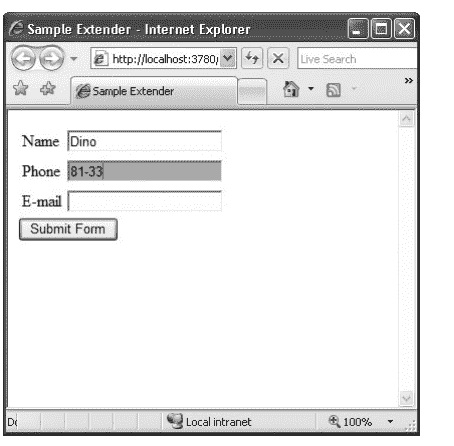 Sample Extender - Internet Explorer
http://localhost:3780/
Live Search
Sample Extender
»
Name Dino
Phone 81-33
E-mail
Submit Form
Local intranet 100%